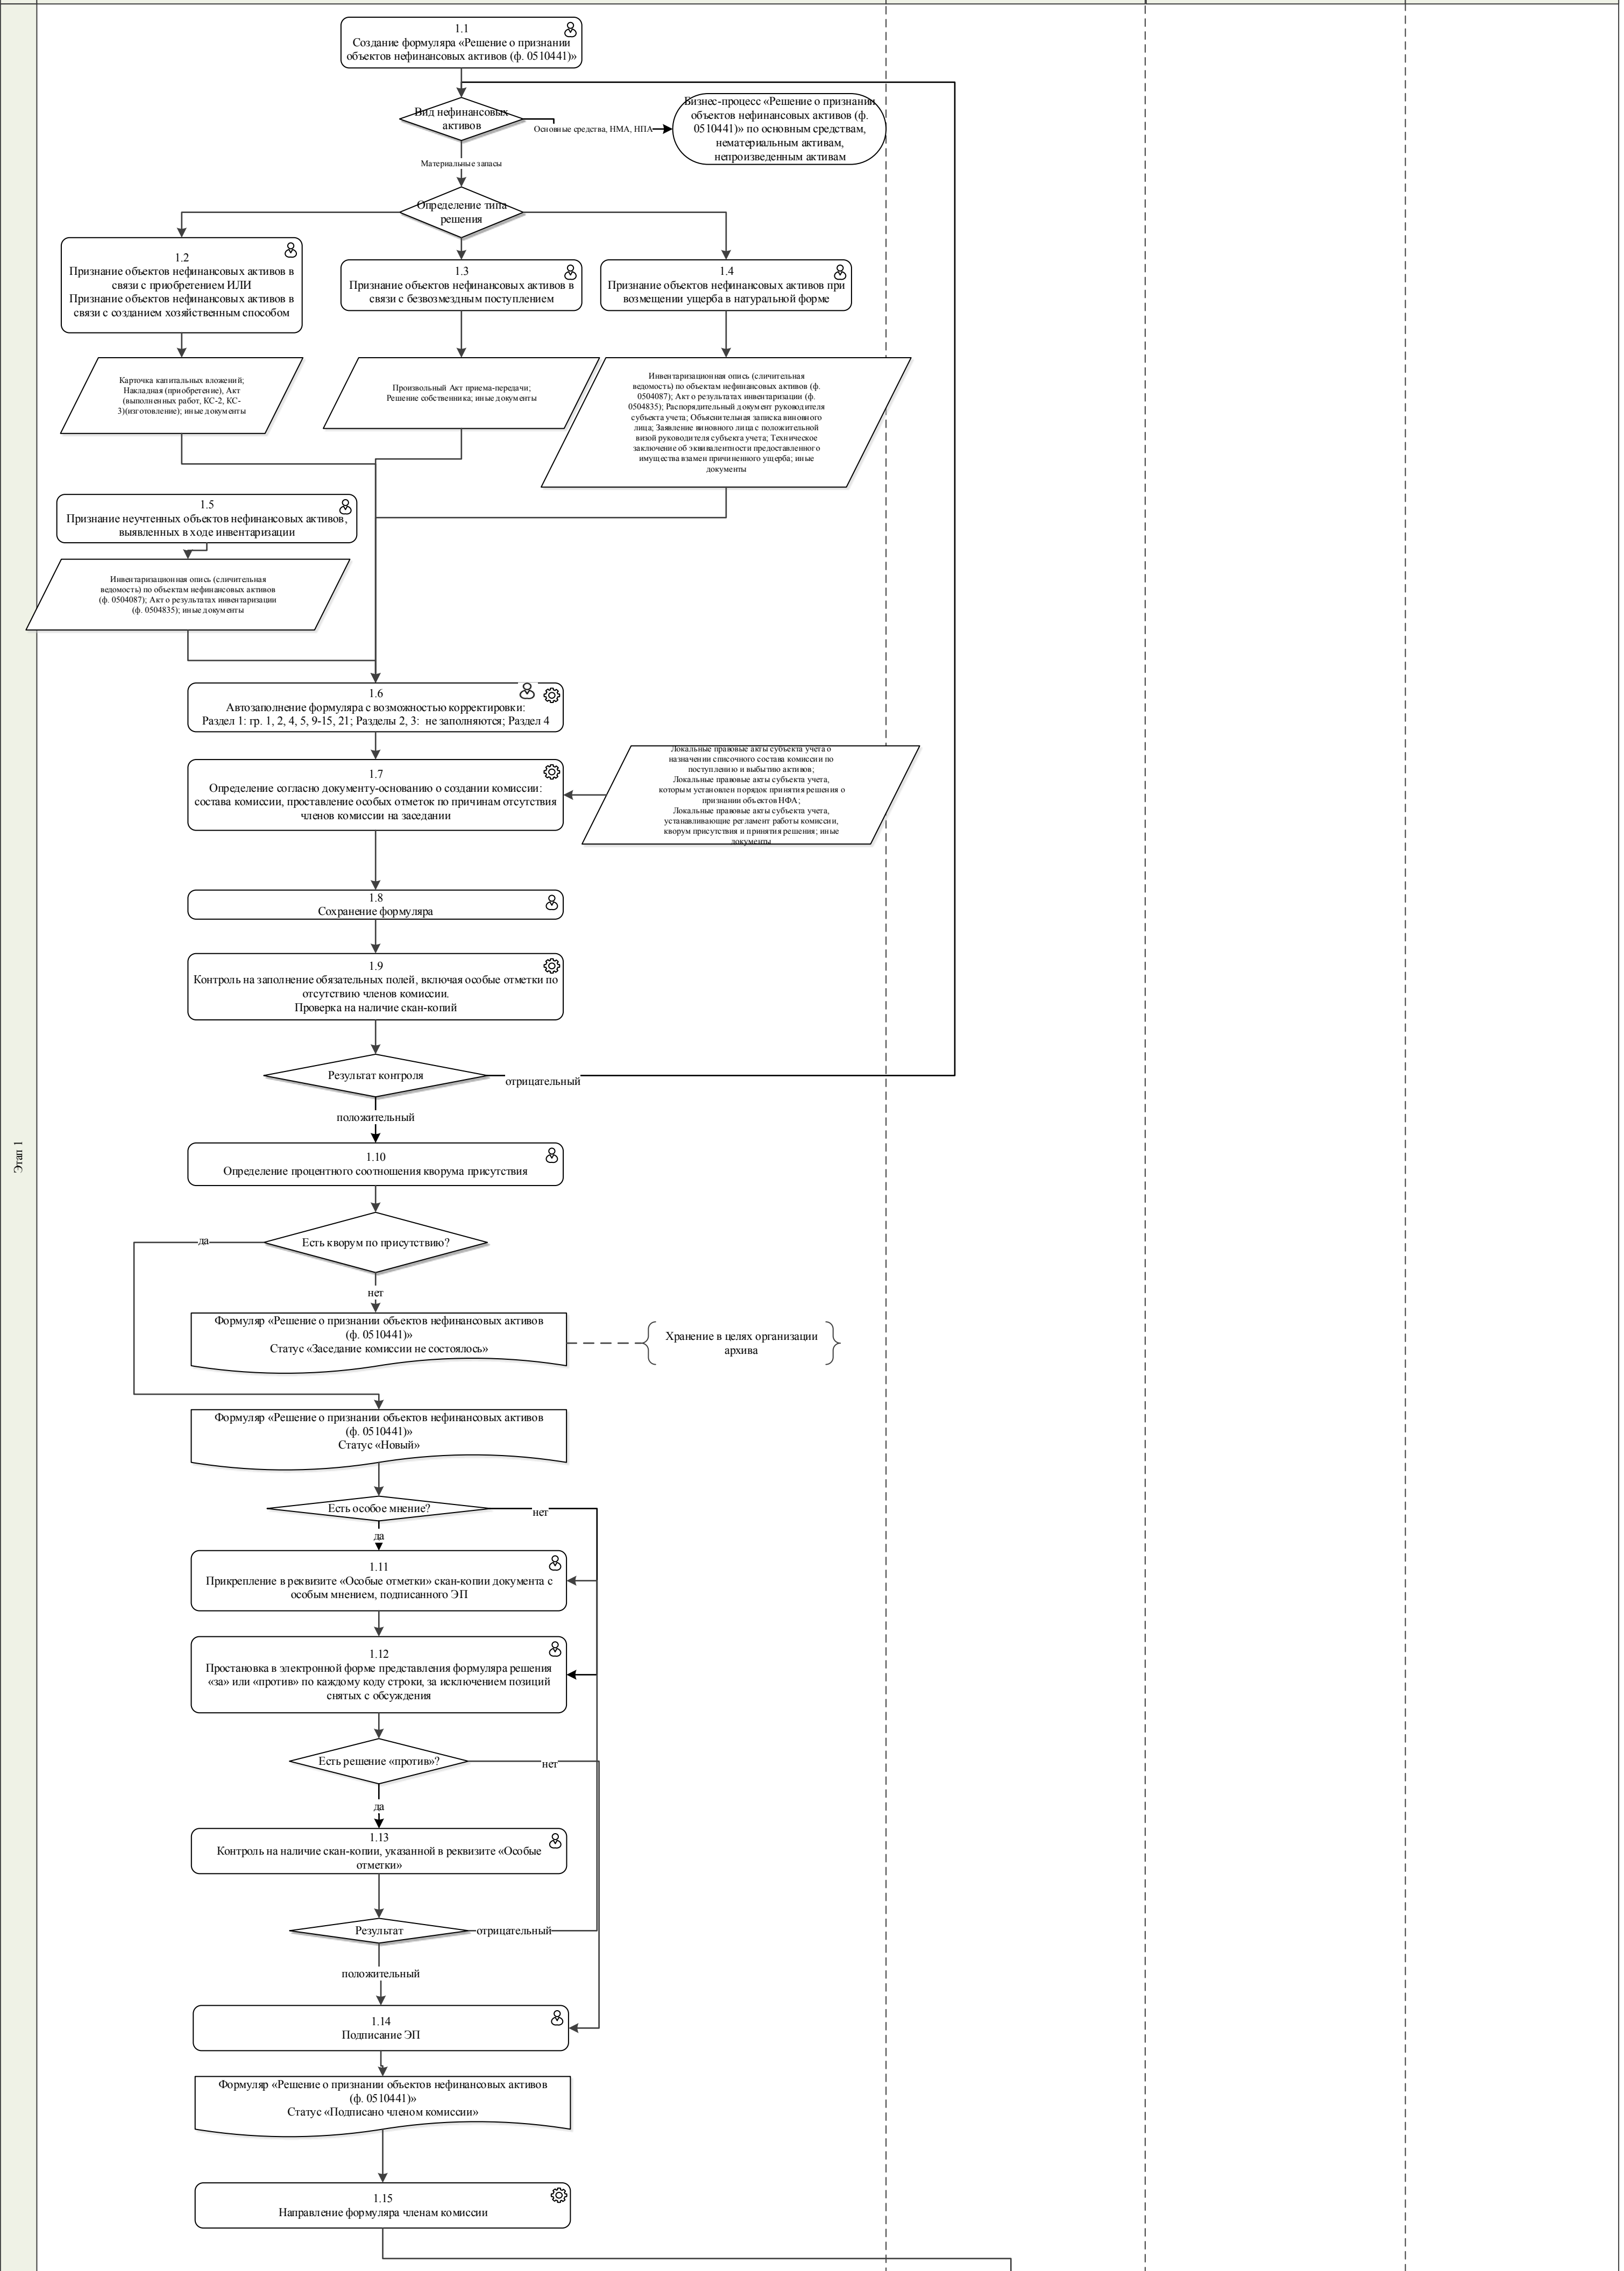 1.1
Создание формуляра «Решение о признании
объектов нефинансовых активов (ф. 0510441)»
Вид нефинансовых
активов
Основные средства, НМА, НПА
Бизнес-процесс «Решение о признании
объектов нефинансовых активов (ф.
0510441)» по основным средствам,
нематериальным активам,
непроизведенным активам
Материальные запасы
Определение типа
решения
1.2
Признание объектов нефинансовых активов в
связи с приобретением ИЛИ
Признание объектов нефинансовых активов в
связи с созданием хозяйственным способом
1.3
Признание объектов нефинансовых активов в
связи с безвозмездным поступлением
1.4
Признание объектов нефинансовых активов при
возмещении ущерба в натуральной форме
Карточка капитальных вложений;
Накладная (приобретение), Акт
(выполненных работ, КС-2, КС-
3)(изготовление); иные документы
Произвольный Акт приема-передачи;
Решение собственника; иные документы
Инвентаризационная опись (сличительная
ведомость) по объектам нефинансовых активов (ф.
0504087); Акт о результатах инвентаризации (ф.
0504835); Распорядительный документ руководителя
субъекта учета; Объяснительная записка виновного
лица; Заявление виновного лица с положительной
визой руководителя субъекта учета; Техническое
заключение об эквивалентности предоставленного
имущества взамен причиненного ущерба; иные
документы
1.5
Признание неучтенных объектов нефинансовых активов,
выявленных в ходе инвентаризации
Инвентаризационная опись (сличительная
ведомость) по объектам нефинансовых активов
(ф. 0504087); Акт о результатах инвентаризации
(ф. 0504835); иные документы
1.6
Автозаполнение формуляра с возможностью корректировки:
Раздел 1: гр. 1, 2, 4, 5, 9-15, 21; Разделы 2, 3: не заполняются; Раздел 4
1.7
Определение согласно документу-основанию о создании комиссии:
состава комиссии, проставление особых отметок по причинам отсутствия
членов комиссии на заседании
Локальные правовые акты субъекта учета о
назначении списочного состава комиссии по
поступлению и выбытию активов;
Локальные правовые акты субъекта учета,
которым установлен порядок принятия решения о
признании объектов НФА;
Локальные правовые акты субъекта учета,
устанавливающие регламент работы комиссии,
кворум присутствия и принятия решения; иные
документы
1.8
Сохранение формуляра
1.9
Контроль на заполнение обязательных полей, включая особые отметки по
отсутствию членов комиссии.
Проверка на наличие скан-копий
Результат контроля
отрицательный
положительный
Этап 1
1.10
Определение процентного соотношения кворума присутствия
Есть кворум по присутствию?
да
нет
Формуляр «Решение о признании объектов нефинансовых активов
(ф. 0510441)»
Статус «Заседание комиссии не состоялось»
Хранение в целях организации
архива
Формуляр «Решение о признании объектов нефинансовых активов
(ф. 0510441)»
Статус «Новый»
Есть особое мнение?
нет
да
1.11
Прикрепление в реквизите «Особые отметки» скан-копии документа с
особым мнением, подписанного ЭП
1.12
Простановка в электронной форме представления формуляра решения
«за» или «против» по каждому коду строки, за исключением позиций
снятых с обсуждения
Есть решение «против»?
нет
да
1.13
Контроль на наличие скан-копии, указанной в реквизите «Особые
отметки»
Результат
отрицательный
положительный
1.14
Подписание ЭП
Формуляр «Решение о признании объектов нефинансовых активов
(ф. 0510441)»
Статус «Подписано членом комиссии»
1.15
Направление формуляра членам комиссии